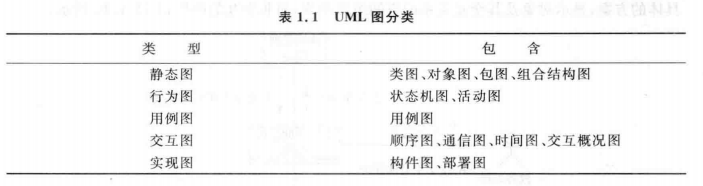 表 1.1 UML 图分类
类 型 包 含
静态图 类图、对象图、包图、组合结构图
行为图 状态机图、活动图
用例图 用例图
交互图 顺序图、通信图、时间图、交互概况图
实现图 构件图、部署图